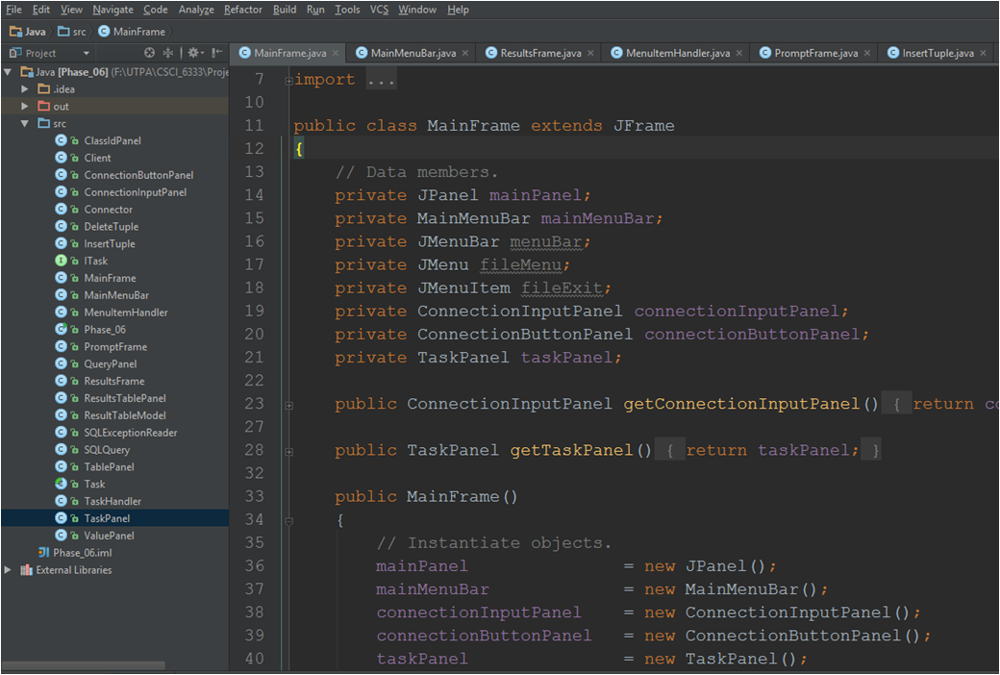 File Edit View Navigate Code Analyze Refactor Build Run Tools VCS Window Help
Java src MainFrame
Project
MainFrame.java MainMenuBar.java ResultsFrame.java MenuItemHandler.java PromptFrame.java InsertTuple.java
Java [Phase_06] (F:\UTPA\CSCI_6333\Proje
.idea
out
src
ClassIdPanel
Client
ConnectionButtonPanel
ConnectionInputPanel
Connector
DeleteTuple
InsertTuple
ITask
MainFrame
MainMenuBar
MenuItemHandler
Phase_06
PromptFrame
QueryPanel
ResultsFrame
ResultsTablePanel
ResultTableModel
SQLExceptionReader
SQLQuery
TablePanel
Task
TaskHandler
TaskPanel
ValuePanel
Phase_06.iml
External Libraries
7 import ...
10
11 public class MainFrame extends JFrame
12 {
13 // Data members.
14 private JPanel mainPanel;
15 private MainMenuBar mainMenuBar;
16 private JMenuBar menuBar;
17 private JMenu fileMenu;
18 private JMenuItem fileExit;
19 private ConnectionInputPanel connectionInputPanel;
20 private ConnectionButtonPanel connectionButtonPanel;
21 private TaskPanel taskPanel;
22
23 public ConnectionInputPanel getConnectionInputPanel() { return co
27
28 public TaskPanel getTaskPanel() { return taskPanel; }
32
33 public MainFrame()
34 {
35 // Instantiate objects.
36 mainPanel = new JPanel();
37 mainMenuBar = new MainMenuBar();
38 connectionInputPanel = new ConnectionInputPanel();
39 connectionButtonPanel = new ConnectionButtonPanel();
40 taskPanel = new TaskPanel();